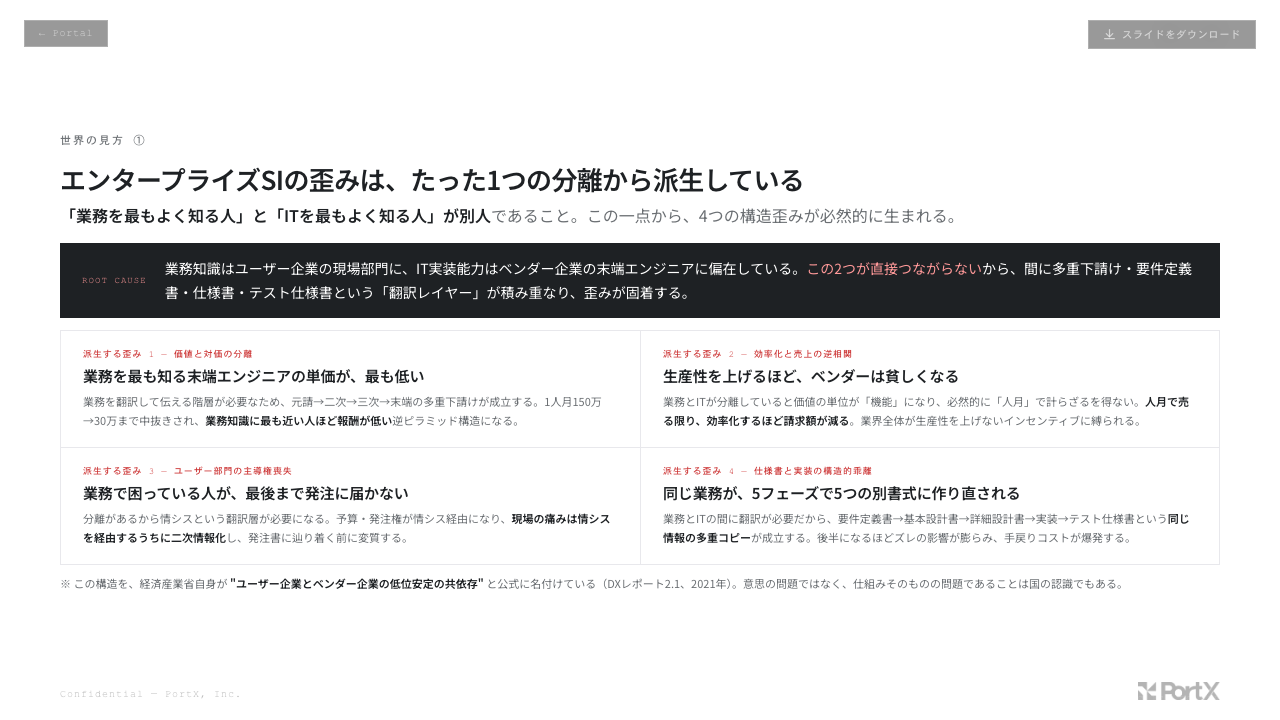 ← Portal
スライドをダウンロード
世界の見方 ①
エンタープライズSIの歪みは、たった1つの分離から派生している
「業務を最もよく知る人」と「ITを最もよく知る人」が別人であること。この一点から、4つの構造歪みが必然的に生まれる。
ROOT CAUSE
業務知識はユーザー企業の現場部門に、IT実装能力はベンダー企業の末端エンジニアに偏在している。この2つが直接つながらないから、間に多重下請け・要件定義
書・仕様書・テスト仕様書という「翻訳レイヤー」が積み重なり、歪みが固着する。
派生する歪み 1 — 価値と対価の分離
業務を最も知る末端エンジニアの単価が、最も低い
業務を翻訳して伝える階層が必要なため、元請→二次→三次→末端の多重下請けが成立する。1人月150万
→30万まで中抜きされ、業務知識に最も近い人ほど報酬が低い逆ピラミッド構造になる。
派生する歪み 2 — 効率化と売上の逆相関
生産性を上げるほど、ベンダーは貧しくなる
業務とITが分離していると価値の単位が「機能」になり、必然的に「人月」で計らざるを得ない。人月で売
る限り、効率化するほど請求額が減る。業界全体が生産性を上げないインセンティブに縛られる。
派生する歪み 3 — ユーザー部門の主導権喪失
業務で困っている人が、最後まで発注に届かない
分離があるから情シスという翻訳層が必要になる。予算・発注権が情シス経由になり、現場の痛みは情シス
を経由するうちに二次情報化し、発注書に辿り着く前に変質する。
派生する歪み 4 — 仕様書と実装の構造的乖離
同じ業務が、5フェーズで5つの別書式に作り直される
業務とITの間に翻訳が必要だから、要件定義書→基本設計書→詳細設計書→実装→テスト仕様書という同じ
情報の多重コピーが成立する。後半になるほどズレの影響が膨らみ、手戻りコストが爆発する。
※ この構造を、経済産業省自身が "ユーザー企業とベンダー企業の低位安定の共依存" と公式に名付けている（DXレポート2.1、2021年）。意思の問題ではなく、仕組みそのものの問題であることは国の認識でもある。
Confidential — PortX, Inc.
PortX